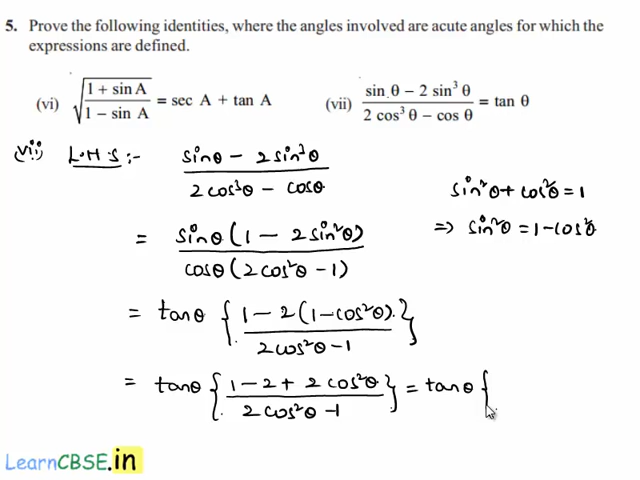 5. Prove the following identities, where the angles involved are acute angles for which the
expressions are defined.
(vi) √((1 + sin A)/(1 – sin A)) = sec A + tan A (vii) (sin θ – 2 sin³ θ)/(2 cos³ θ – cos θ) = tan θ
(vii) L.H.S :- (sinθ – 2sin³θ)/(2cos³θ – cosθ)
sin²θ + cos²θ = 1
= sinθ(1 – 2sin²θ)/cosθ(2cos²θ – 1)
⇒ sin²θ = 1 – cos²θ
= tanθ {(1 – 2(1 – cos²θ))/(2cos²θ – 1)}
= tanθ {(1 – 2 + 2cos²θ)/(2cos²θ – 1)} = tanθ {
LearnCBSE.in